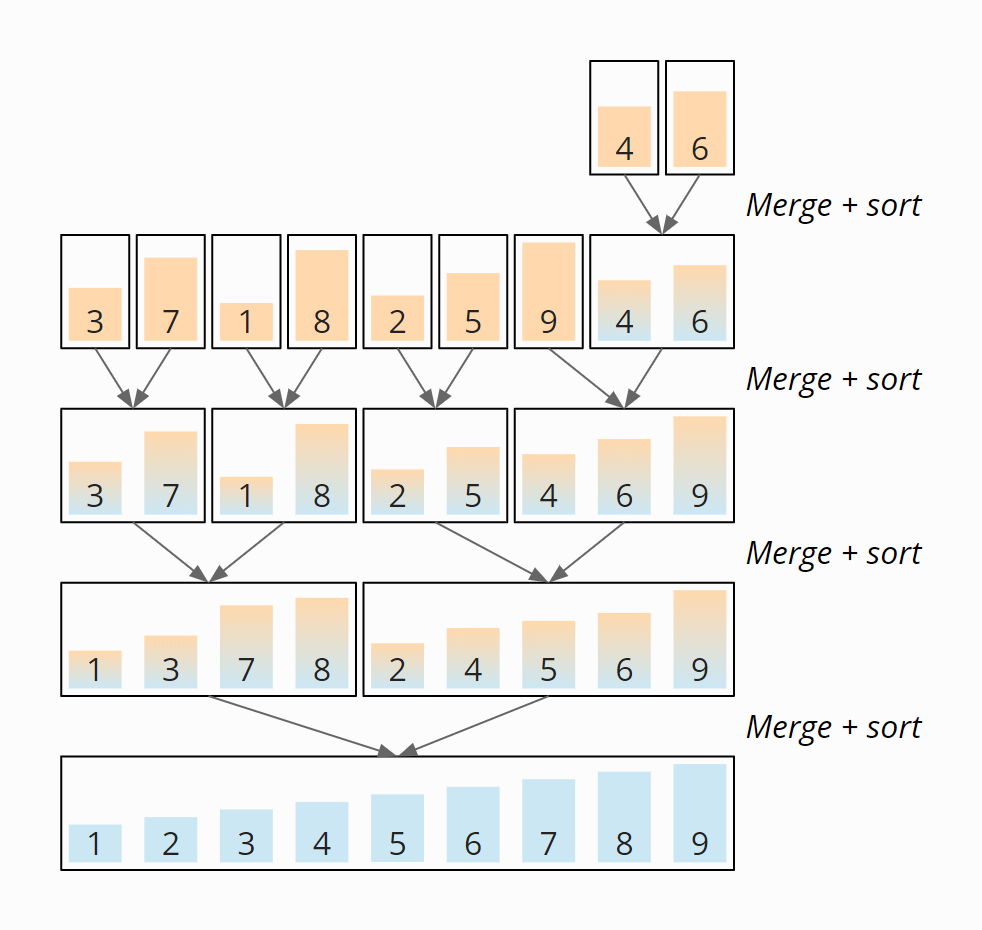 4 6
Merge + sort
3 7 1 8 2 5 9 4 6
Merge + sort
3 7 1 8 2 5 4 6 9
Merge + sort
1 3 7 8 2 4 5 6 9
Merge + sort
1 2 3 4 5 6 7 8 9